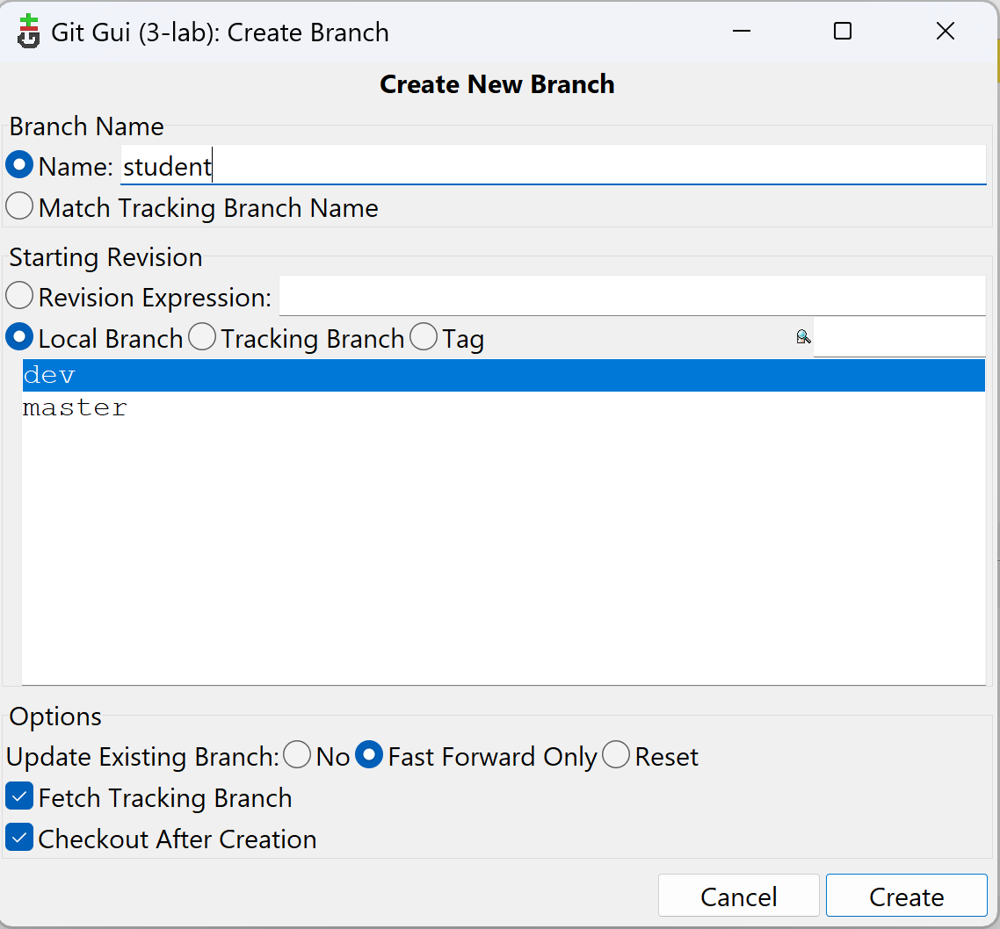 Git Gui (3-lab): Create Branch
Create New Branch
Branch Name
Name: student
Match Tracking Branch Name
Starting Revision
Revision Expression:
Local Branch Tracking Branch Tag
dev
master
Options
Update Existing Branch: No Fast Forward Only Reset
Fetch Tracking Branch
Checkout After Creation
Cancel Create